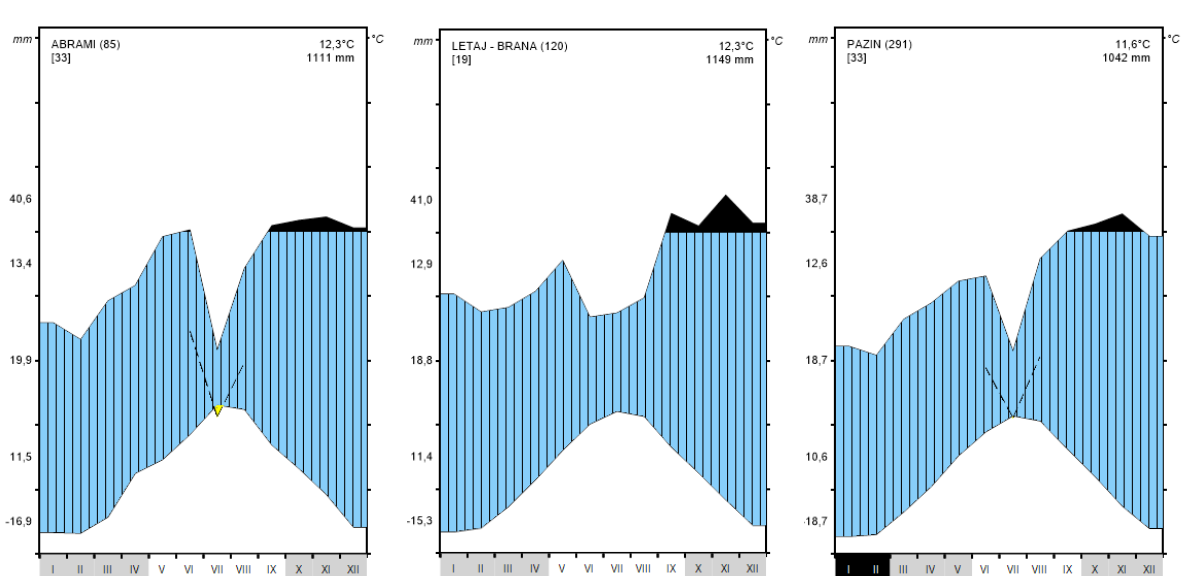 mm ABRAMI (85) 12,3°C °C
[33] 1111 mm
40,6
13,4
19,9
11,5
-16,9
I II III IV V VI VII VIII IX X XI XII
mm LETAJ - BRANA (120) 12,3°C °C
[19] 1149 mm
41,0
12,9
18,8
11,4
-15,3
I II III IV V VI VII VIII IX X XI XII
mm PAZIN (291) 11,6°C °C
[33] 1042 mm
38,7
12,6
18,7
10,6
-18,7
I II III IV V VI VII VIII IX X XI XII